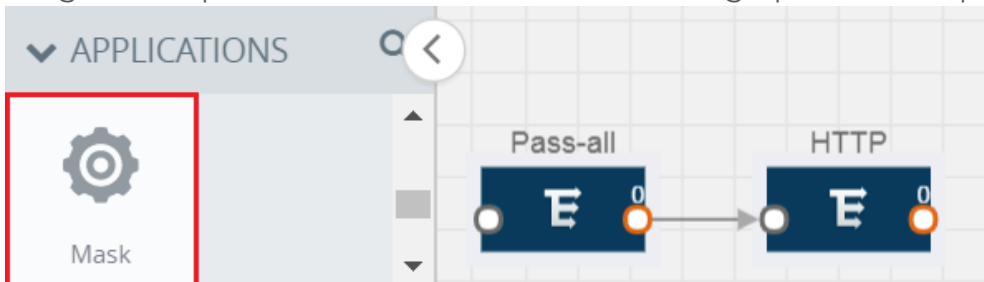 APPLICATIONS
Pass-all
HTTP
0
0
Mask